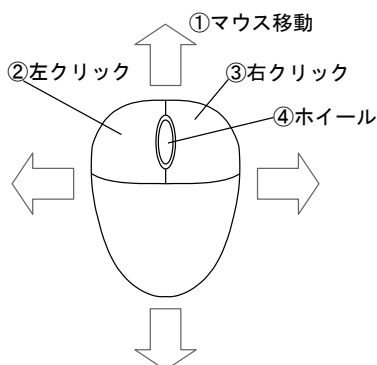 ①マウス移動
②左クリック
③右クリック
④ホイール